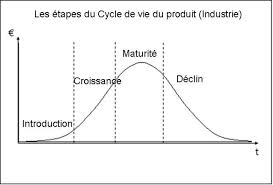 Les étapes du Cycle de vie du produit (Industrie)
€
Maturité
Croissance
Déclin
Introduction
t